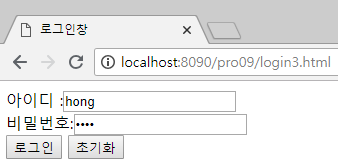 로그인창
localhost:8090/pro09/login3.html
아이디 :hong
비밀번호:••••
로그인 초기화